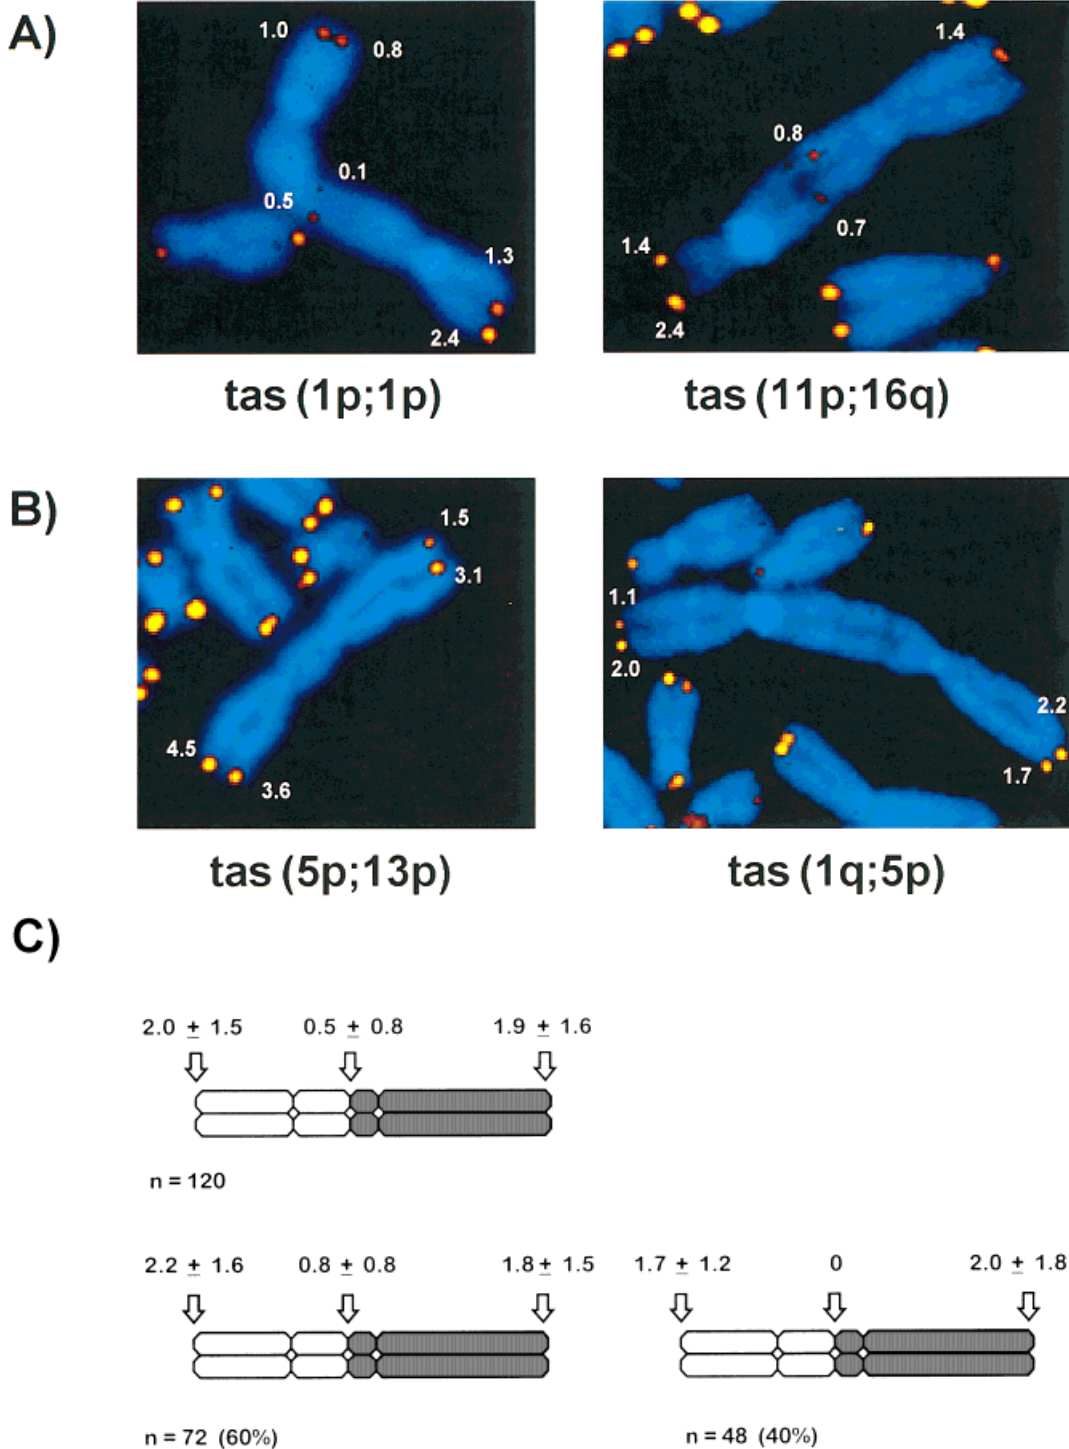 A)
1.0
0.8
0.1
0.5
1.3
2.4
tas (1p;1p)
1.4
0.8
0.7
1.4
2.4
tas (11p;16q)
B)
1.5
3.1
4.5
3.6
tas (5p;13p)
1.1
2.0
2.2
1.7
tas (1q;5p)
C)
2.0 ± 1.5 0.5 ± 0.8 1.9 ± 1.6
n = 120
2.2 ± 1.6 0.8 ± 0.8 1.8 ± 1.5
n = 72 (60%)
1.7 ± 1.2 0 2.0 ± 1.8
n = 48 (40%)